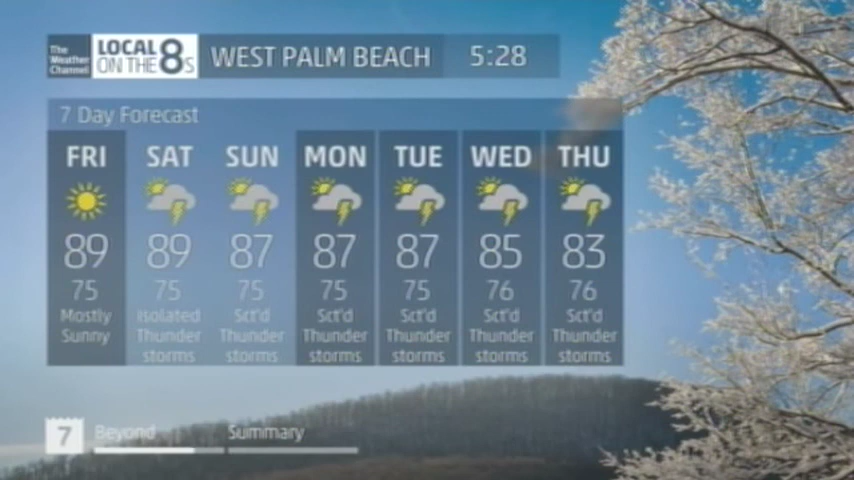 The Weather Channel
LOCAL ON THE 8s
WEST PALM BEACH
5:28
7 Day Forecast
FRI SAT SUN MON TUE WED THU
89 89 87 87 87 85 83
75 75 75 75 75 76 76
Mostly Isolated Sct'd Sct'd Sct'd Sct'd Sct'd
Sunny Thunder Thunder Thunder Thunder Thunder Thunder
storms storms storms storms storms storms
7 Beyond Summary